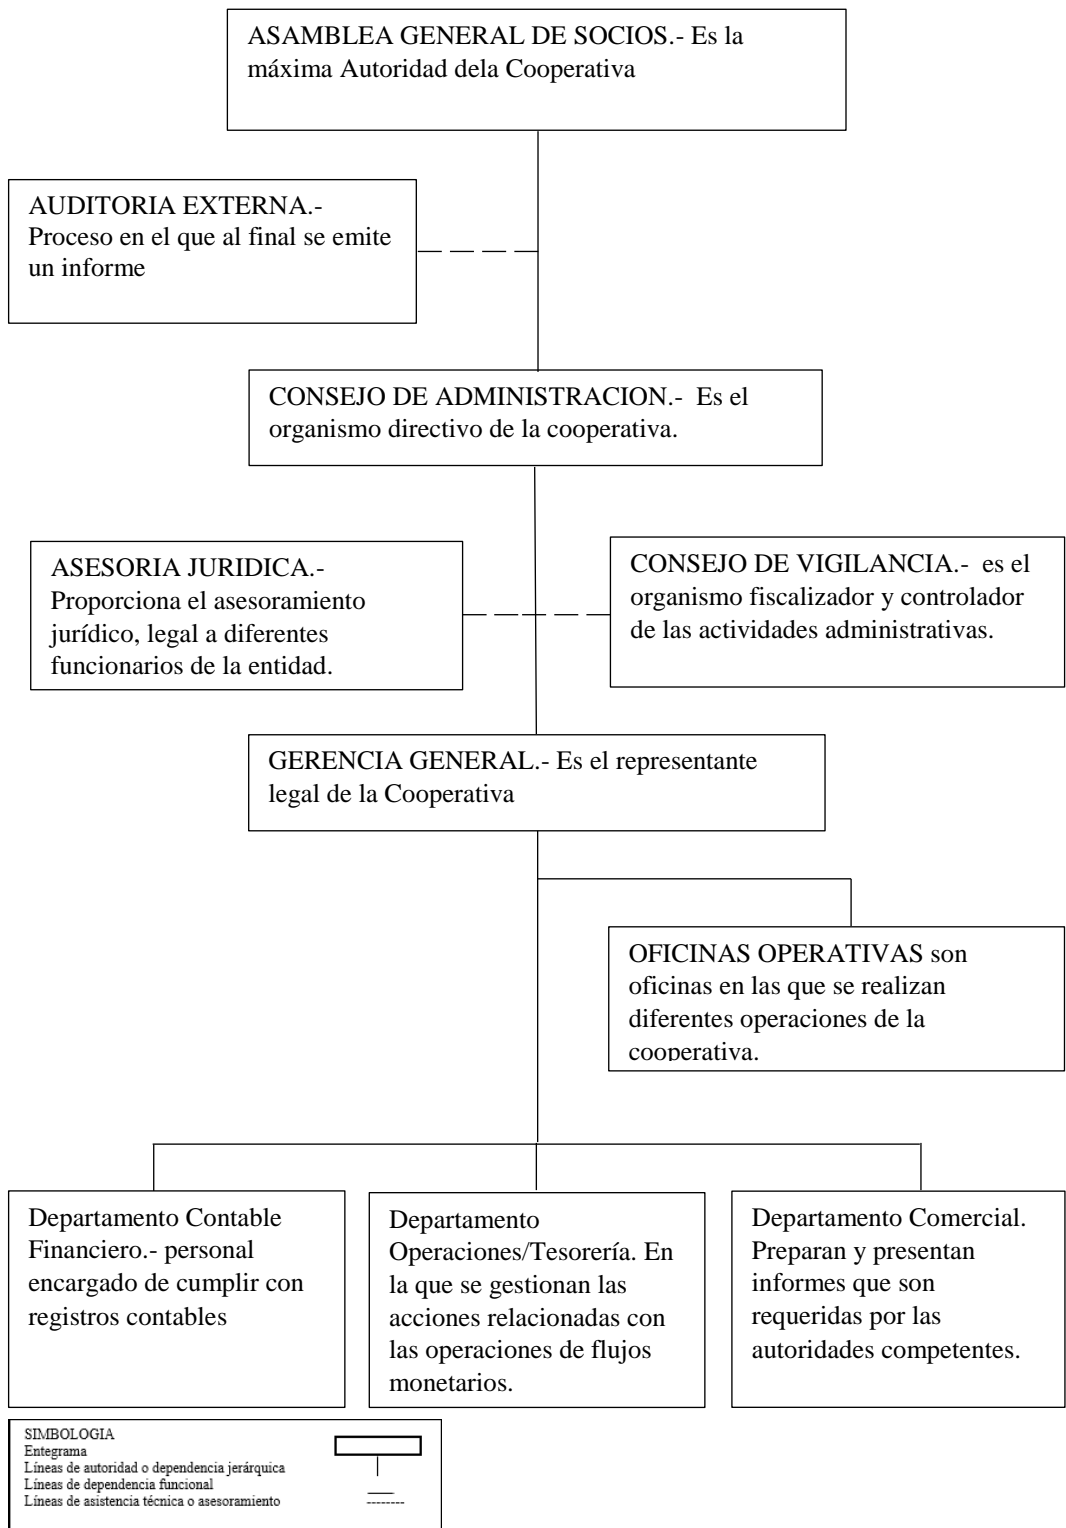 ASAMBLEA GENERAL DE SOCIOS.- Es la
máxima Autoridad dela Cooperativa
AUDITORIA EXTERNA.-
Proceso en el que al final se emite
un informe
CONSEJO DE ADMINISTRACION.- Es el
organismo directivo de la cooperativa.
ASESORIA JURIDICA.-
Proporciona el asesoramiento
jurídico, legal a diferentes
funcionarios de la entidad.
CONSEJO DE VIGILANCIA.- es el
organismo fiscalizador y controlador
de las actividades administrativas.
GERENCIA GENERAL.- Es el representante
legal de la Cooperativa
OFICINAS OPERATIVAS son
oficinas en las que se realizan
diferentes operaciones de la
cooperativa.
Departamento Contable
Financiero.- personal
encargado de cumplir con
registros contables
Departamento
Operaciones/Tesorería. En
la que se gestionan las
acciones relacionadas con
las operaciones de flujos
monetarios.
Departamento Comercial.
Preparan y presentan
informes que son
requeridas por las
autoridades competentes.
SIMBOLOGIA
Entegrama
Líneas de autoridad o dependencia jerárquica
Líneas de dependencia funcional
Líneas de asistencia técnica o asesoramiento